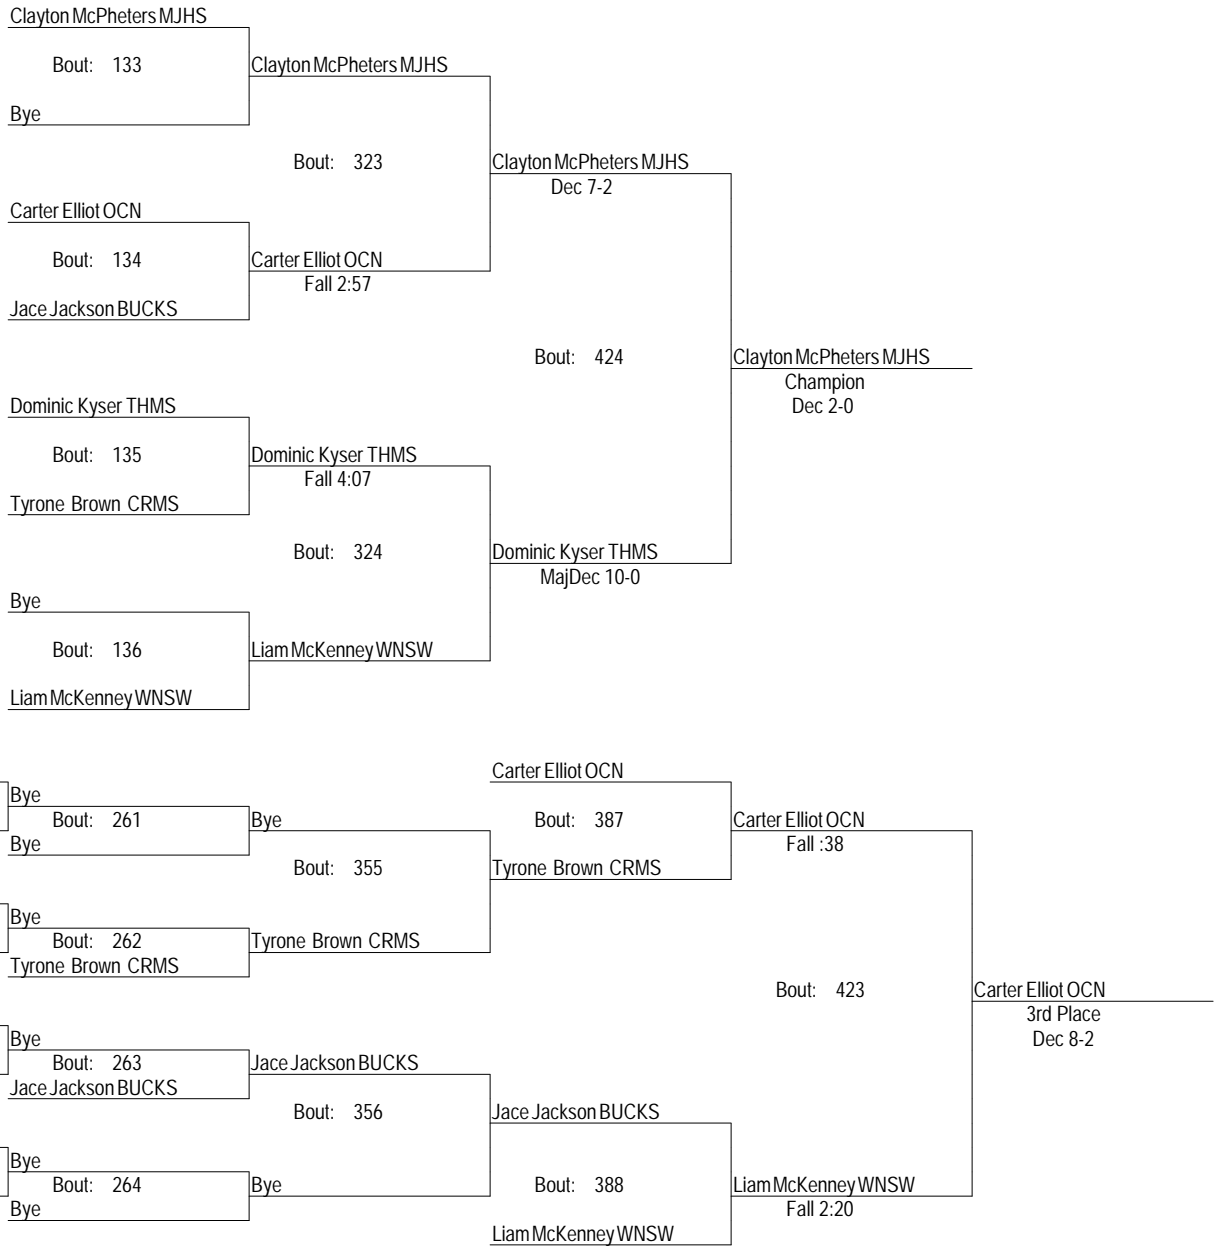 Clayton McPheters MJHS
Bout: 133
Clayton McPheters MJHS
Bye
Bout: 323
Clayton McPheters MJHS
Dec 7-2
Carter Elliot OCN
Bout: 134
Carter Elliot OCN
Fall 2:57
Jace Jackson BUCKS
Bout: 424
Clayton McPheters MJHS
Champion
Dec 2-0
Dominic Kyser THMS
Bout: 135
Dominic Kyser THMS
Fall 4:07
Tyrone Brown CRMS
Bout: 324
Dominic Kyser THMS
MajDec 10-0
Bye
Bout: 136
Liam McKenney WNSW
Liam McKenney WNSW
Carter Elliot OCN
Bye
Bout: 261
Bye
Bout: 387
Carter Elliot OCN
Fall :38
Bye
Bout: 355
Tyrone Brown CRMS
Bye
Bout: 262
Tyrone Brown CRMS
Tyrone Brown CRMS
Bout: 423
Carter Elliot OCN
3rd Place
Dec 8-2
Bye
Bout: 263
Jace Jackson BUCKS
Jace Jackson BUCKS
Bout: 356
Jace Jackson BUCKS
Bye
Bout: 264
Bye
Bout: 388
Liam McKenney WNSW
Fall 2:20
Bye
Liam McKenney WNSW